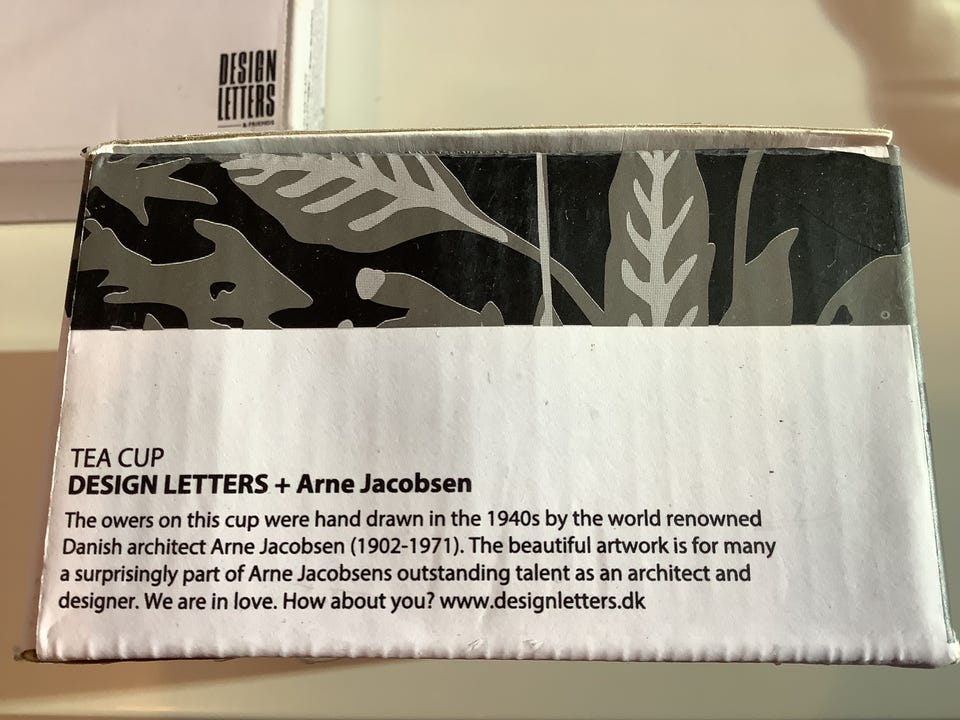 DESIGN
LETTERS
& FRIENDS
TEA CUP
DESIGN LETTERS + Arne Jacobsen
The owers on this cup were hand drawn in the 1940s by the world renowned
Danish architect Arne Jacobsen (1902-1971). The beautiful artwork is for many
a surprisingly part of Arne Jacobsens outstanding talent as an architect and
designer. We are in love. How about you? www.designletters.dk